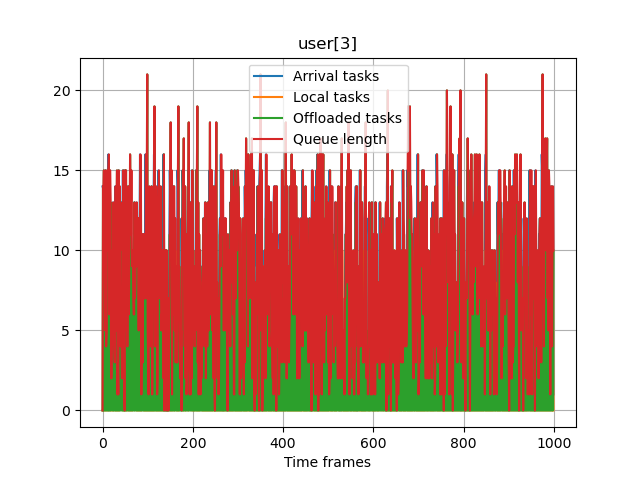 user[3]
Arrival tasks
Local tasks
Offloaded tasks
Queue length
20
15
10
5
0
0 200 400 600 800 1000
Time frames